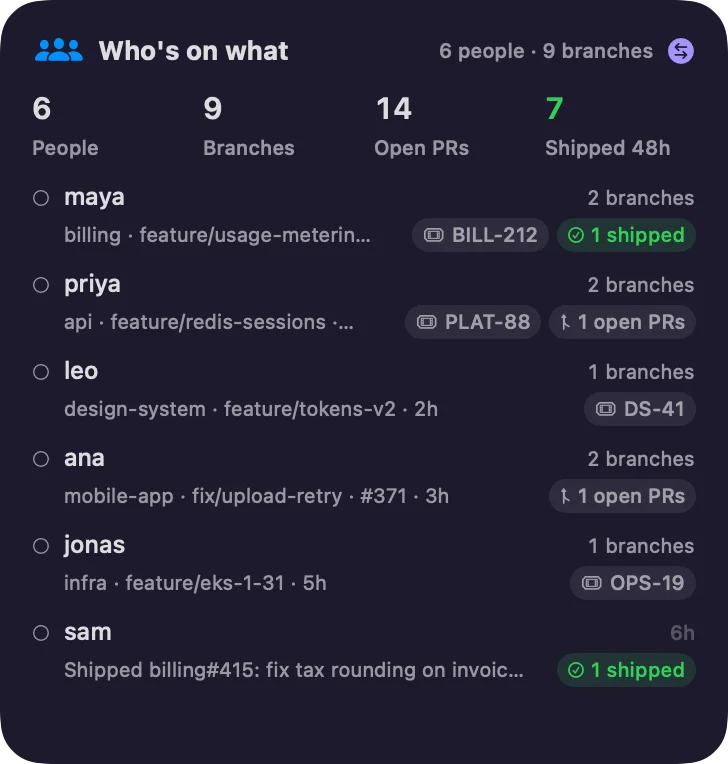 Who's on what
6 people · 9 branches
6
9
14
7
People
Branches
Open PRs
Shipped 48h
maya
2 branches
billing · feature/usage-meterin...
BILL-212
1 shipped
priya
2 branches
api · feature/redis-sessions ·...
PLAT-88
1 open PRs
leo
1 branches
design-system · feature/tokens-v2 · 2h
DS-41
ana
2 branches
mobile-app · fix/upload-retry · #371 · 3h
1 open PRs
jonas
1 branches
infra · feature/eks-1-31 · 5h
OPS-19
sam
6h
Shipped billing#415: fix tax rounding on invoic...
1 shipped